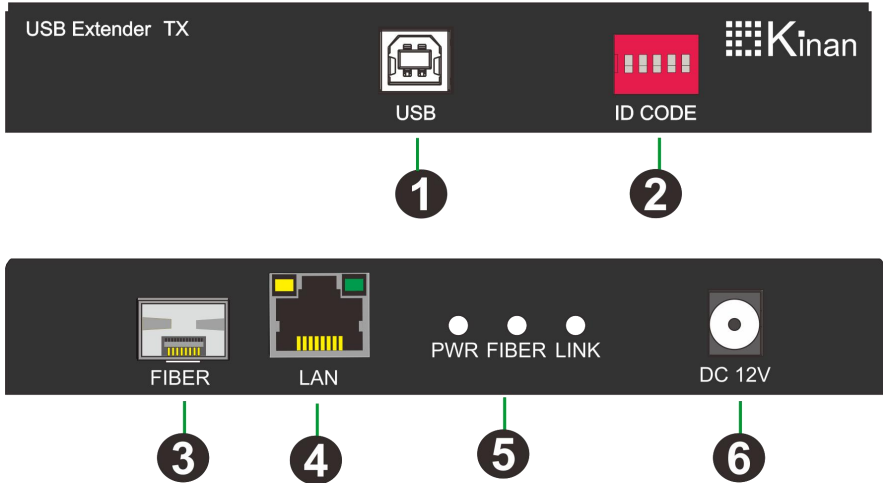 USB Extender TX
Kinan
USB
ID CODE
1
2
PWR FIBER LINK
FIBER
LAN
DC 12V
3
4
5
6